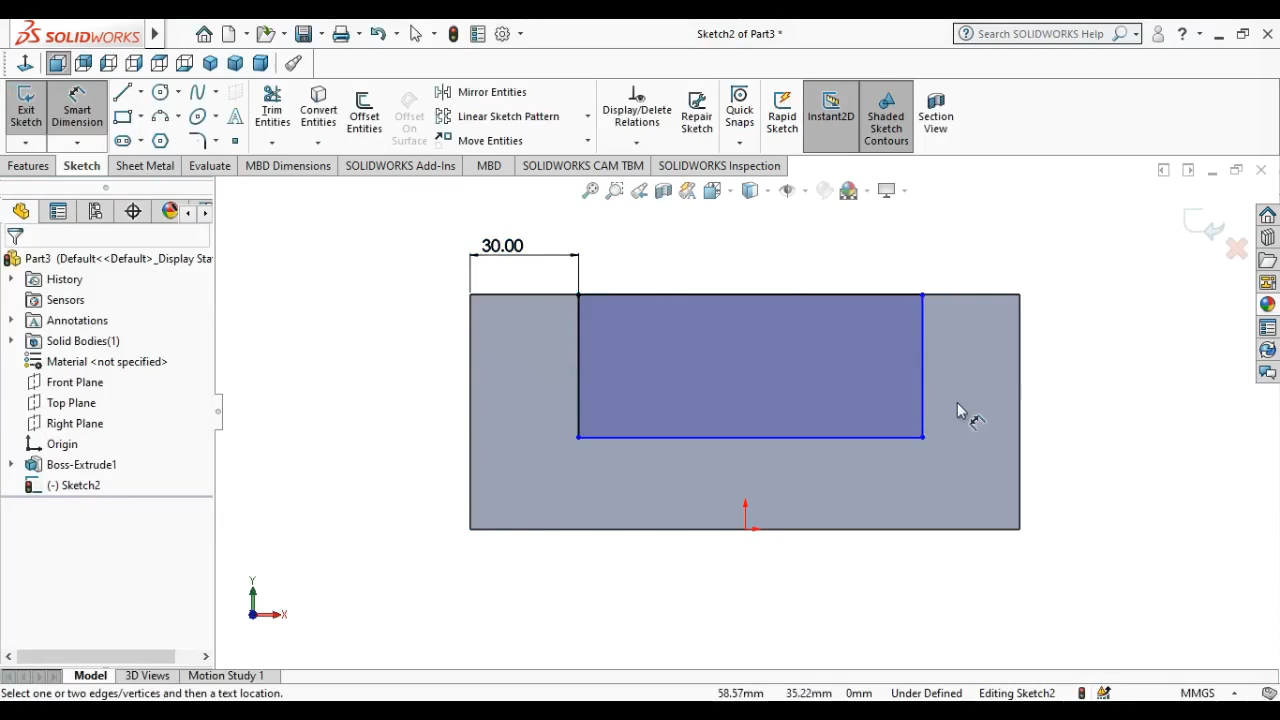 SOLIDWORKS
Sketch2 of Part3 *
Search SOLIDWORKS Help
?
Exit Sketch
Smart Dimension
Trim Entities
Convert Entities
Offset Entities
Offset On Surface
Mirror Entities
Linear Sketch Pattern
Move Entities
Display/Delete Relations
Repair Sketch
Quick Snaps
Rapid Sketch
Instant2D
Shaded Sketch Contours
Section View
Features
Sketch
Sheet Metal
Evaluate
MBD Dimensions
SOLIDWORKS Add-Ins
MBD
SOLIDWORKS CAM TBM
SOLIDWORKS Inspection
Part3 (Default<<Default>_Display Sta
History
Sensors
Annotations
Solid Bodies(1)
Material <not specified>
Front Plane
Top Plane
Right Plane
Origin
Boss-Extrude1
(-) Sketch2
30.00
Y
X
Model
3D Views
Motion Study 1
Select one or two edges/vertices and then a text location.
58.57mm
35.22mm
0mm
Under Defined
Editing Sketch2
MMGS